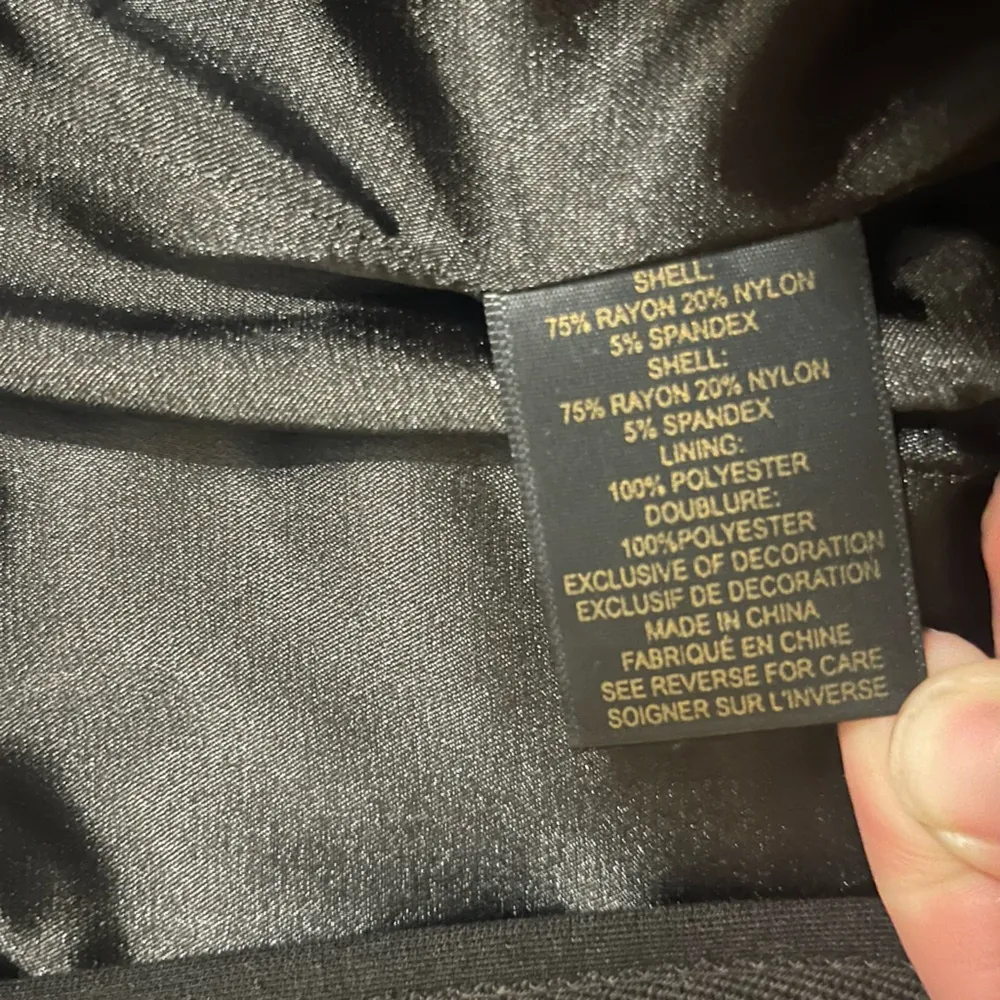 SHELL:
75% RAYON 20% NYLON
5% SPANDEX
SHELL:
75% RAYON 20% NYLON
5% SPANDEX
LINING:
100% POLYESTER
DOUBLURE:
100%POLYESTER
EXCLUSIVE OF DECORATION
EXCLUSIF DE DECORATION
MADE IN CHINA
FABRIQUÉ EN CHINE
SEE REVERSE FOR CARE
SOIGNER SUR L'INVERSE